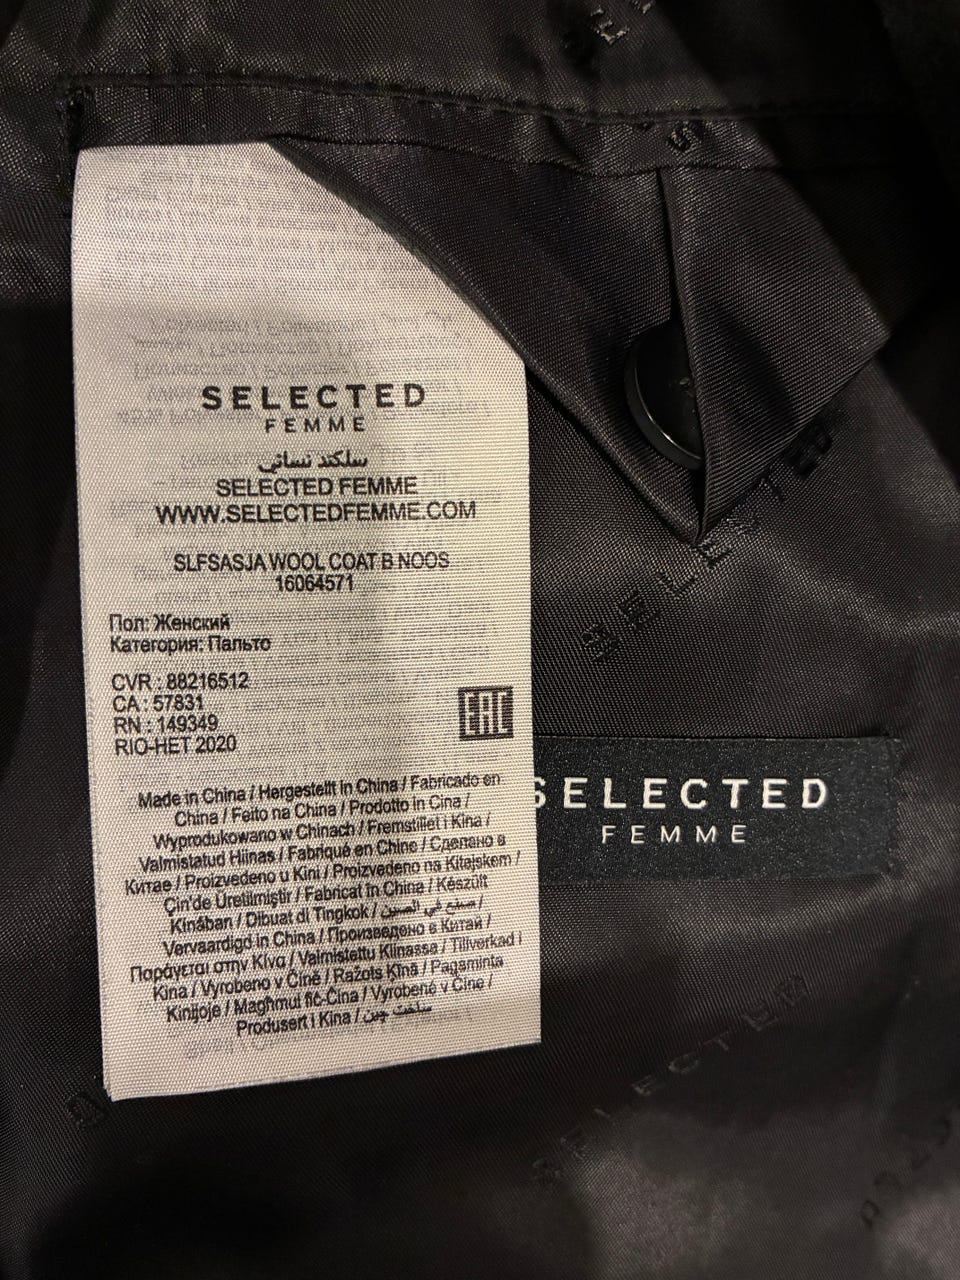 SELECTED
FEMME
سلكتد نسائي
SELECTED FEMME
WWW.SELECTEDFEMME.COM
SLFSASJA WOOL COAT B NOOS
16064571
Пол: Женский
Категория: Пальто
CVR : 88216512
CA : 57831
RN : 149349
RIO-HET 2020
EAC
Made in China / Hergestellt in China / Fabricado en
China / Feito na China / Prodotto in Cina /
Wyprodukowano w Chinach / Fremstillet i Kina /
Valmistatud Hiinas / Fabriqué en Chine / Сделано в
Китае / Proizvedeno u Kini / Proizvedeno na Kitajskem /
Çin'de Üretilmiştir / Fabricat în China / Készült
Kínában / Dibuat di Tingkok / صنع في الصين /
Vervaardigd in China / Произведено в Китай /
Παράγεται στην Κίνα / Valmistettu Kiinassa / Tillverkad i
Kina / Vyrobeno v Číně / Ražots Ķīnā / Pagaminta
Kinijoje / Magħmul fiċ-Ċina / Vyrobené v Číne /
Produsert i Kina / ساخت چین
SELECTED
FEMME
SELECTED
SELECTED